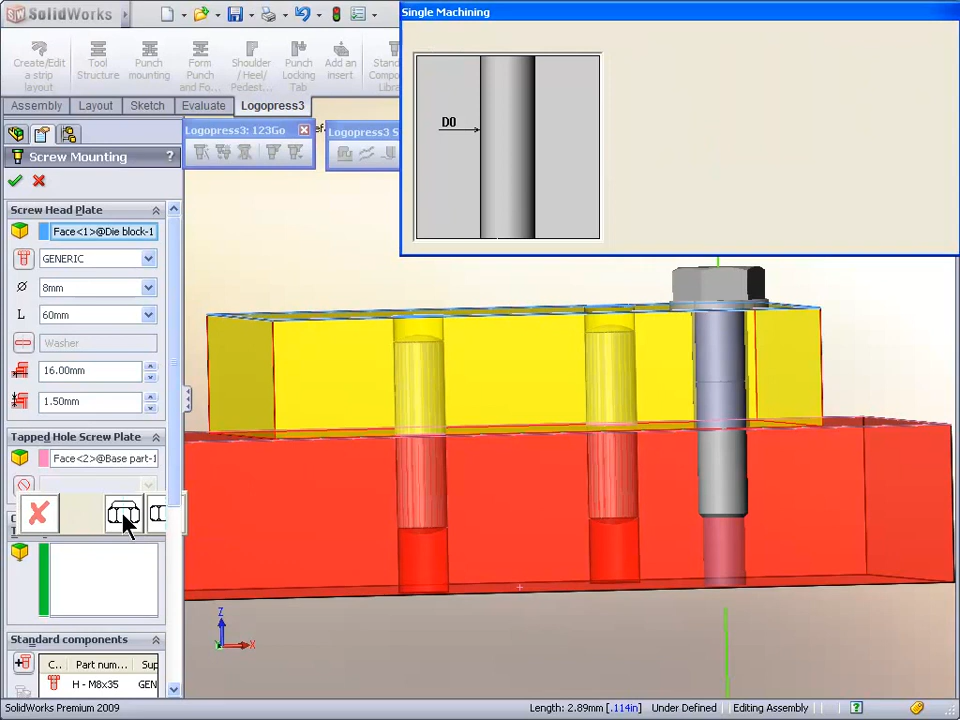 SolidWorks
Single Machining
Create/Edit a strip layout
Tool Structure
Punch mounting
Form Punch and Fo...
Shoulder / Heel/ Pedest...
Punch Locking Tab
Add an insert
Assembly
Layout
Sketch
Evaluate
Logopress3
D0
Logopress3: 123Go
Logopress3 S
Screw Mounting
?
Screw Head Plate
Face<1>@Die block-1
GENERIC
Ø 8mm
L 60mm
Washer
16.00mm
1.50mm
Tapped Hole Screw Plate
Face<2>@Base part-1
Standard components
C.. Part num... Sup
H - M8x35 GEN
Z
X
SolidWorks Premium 2009
Length: 2.89mm [.114in]
Under Defined
Editing Assembly
?